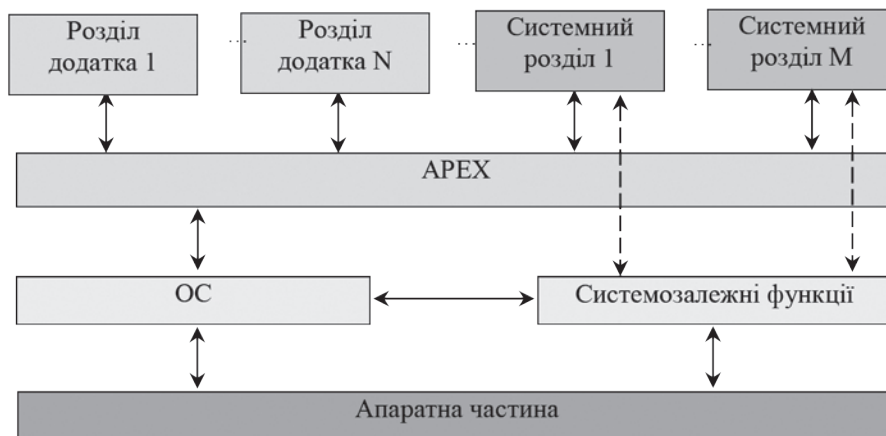 Розділ
додатка 1
Розділ
додатка N
Системний
розділ 1
Системний
розділ M
APEX
ОС
Системозалежні функції
Апаратна частина